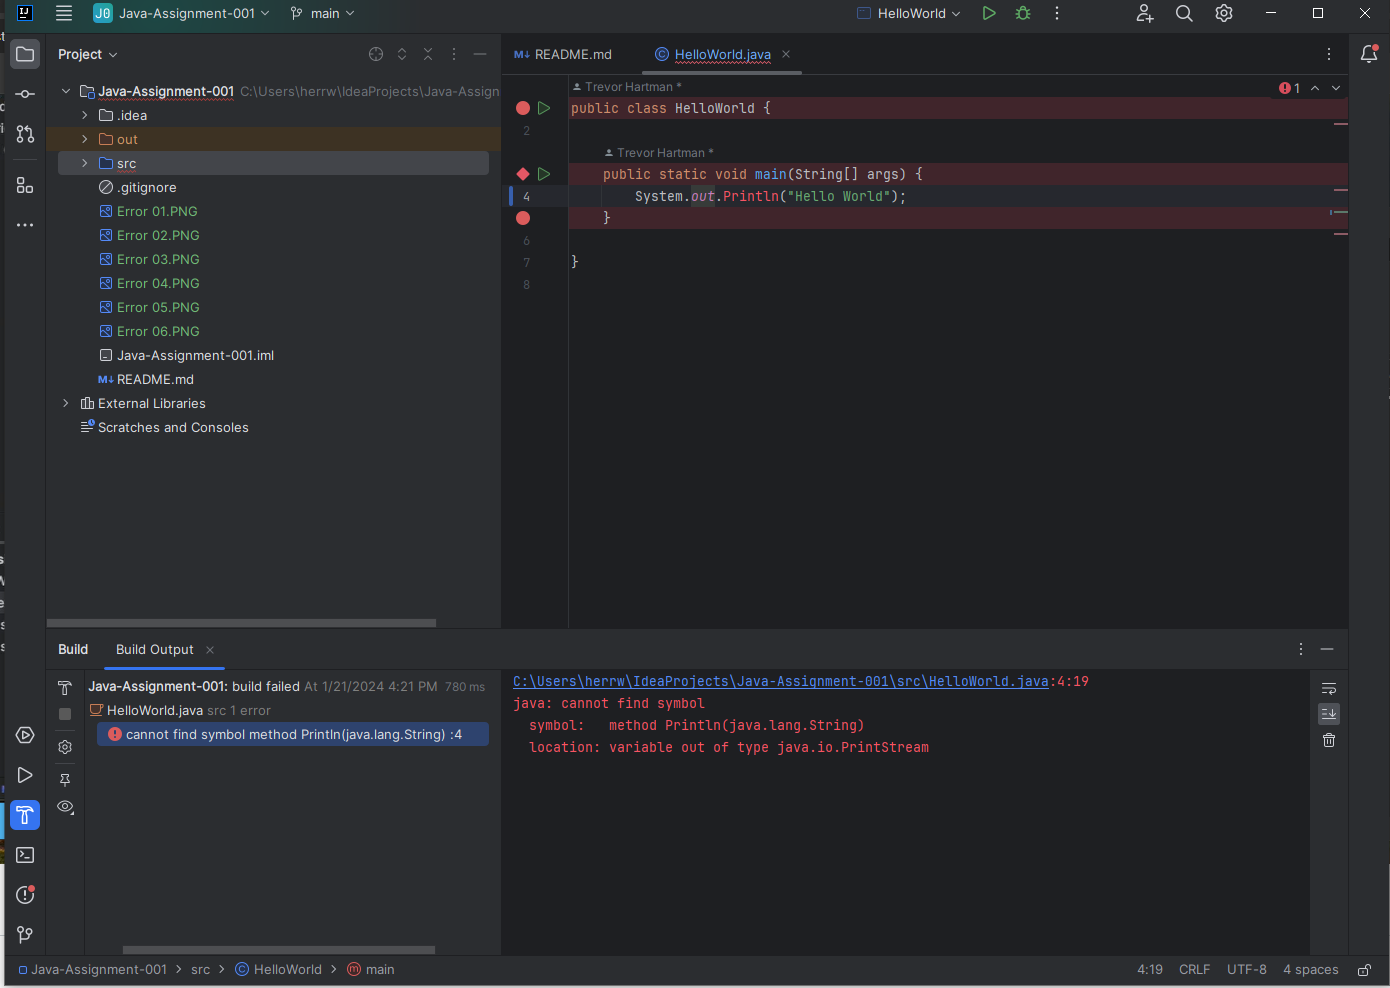 IJ J0 Java-Assignment-001 main HelloWorld
Project
README.md HelloWorld.java
Java-Assignment-001 C:\Users\herrw\IdeaProjects\Java-Assign
.idea
out
src
.gitignore
Error 01.PNG
Error 02.PNG
Error 03.PNG
Error 04.PNG
Error 05.PNG
Error 06.PNG
Java-Assignment-001.iml
M↓ README.md
External Libraries
Scratches and Consoles
Trevor Hartman *
1
public class HelloWorld {
2
Trevor Hartman *
public static void main(String[] args) {
4 System.out.Println("Hello World");
}
6
7 }
8
Build Build Output
Java-Assignment-001: build failed At 1/21/2024 4:21 PM 780 ms
HelloWorld.java src 1 error
cannot find symbol method Println(java.lang.String) :4
C:\Users\herrw\IdeaProjects\Java-Assignment-001\src\HelloWorld.java:4:19
java: cannot find symbol
symbol: method Println(java.lang.String)
location: variable out of type java.io.PrintStream
Java-Assignment-001 > src > HelloWorld > main
4:19 CRLF UTF-8 4 spaces